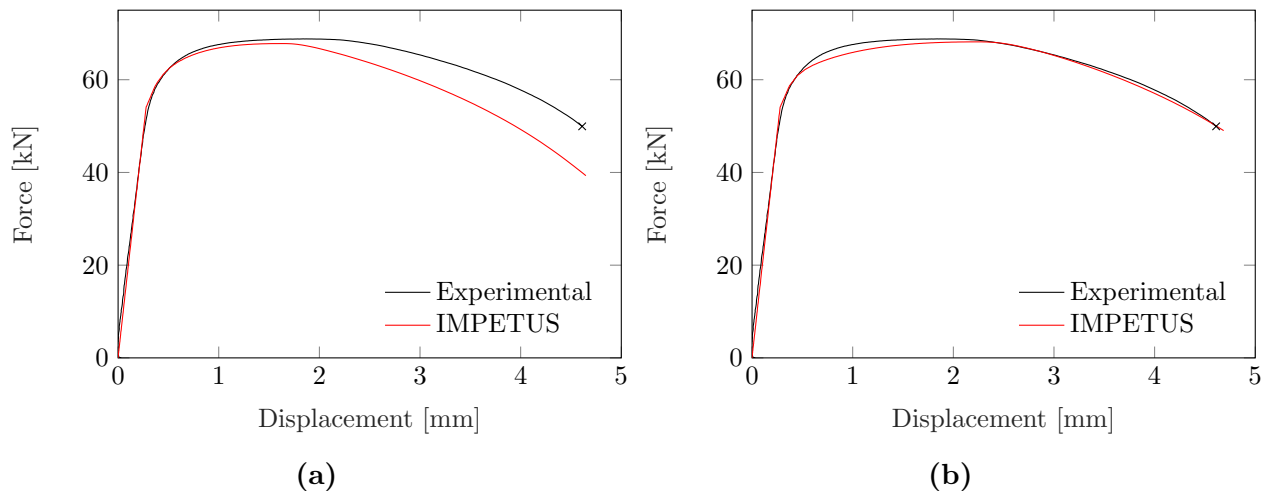 60
40
20
0
Force [kN]
Experimental
IMPETUS
0 1 2 3 4 5
Displacement [mm]
(a)
60
40
20
0
Force [kN]
Experimental
IMPETUS
0 1 2 3 4 5
Displacement [mm]
(b)